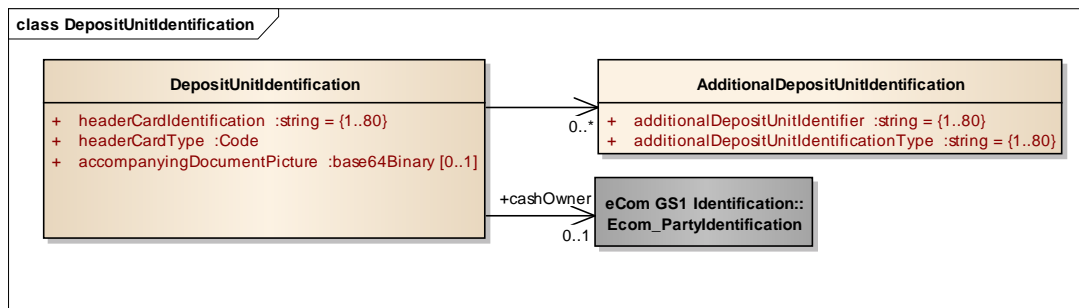 class DepositUnitIdentification
DepositUnitIdentification
+ headerCardIdentification :string = {1..80}
+ headerCardType :Code
+ accompanyingDocumentPicture :base64Binary [0..1]
AdditionalDepositUnitIdentification
+ additionalDepositUnitIdentifier :string = {1..80}
+ additionalDepositUnitIdentificationType :string = {1..80}
0..*
+cashOwner
0..1
eCom GS1 Identification::
Ecom_PartyIdentification